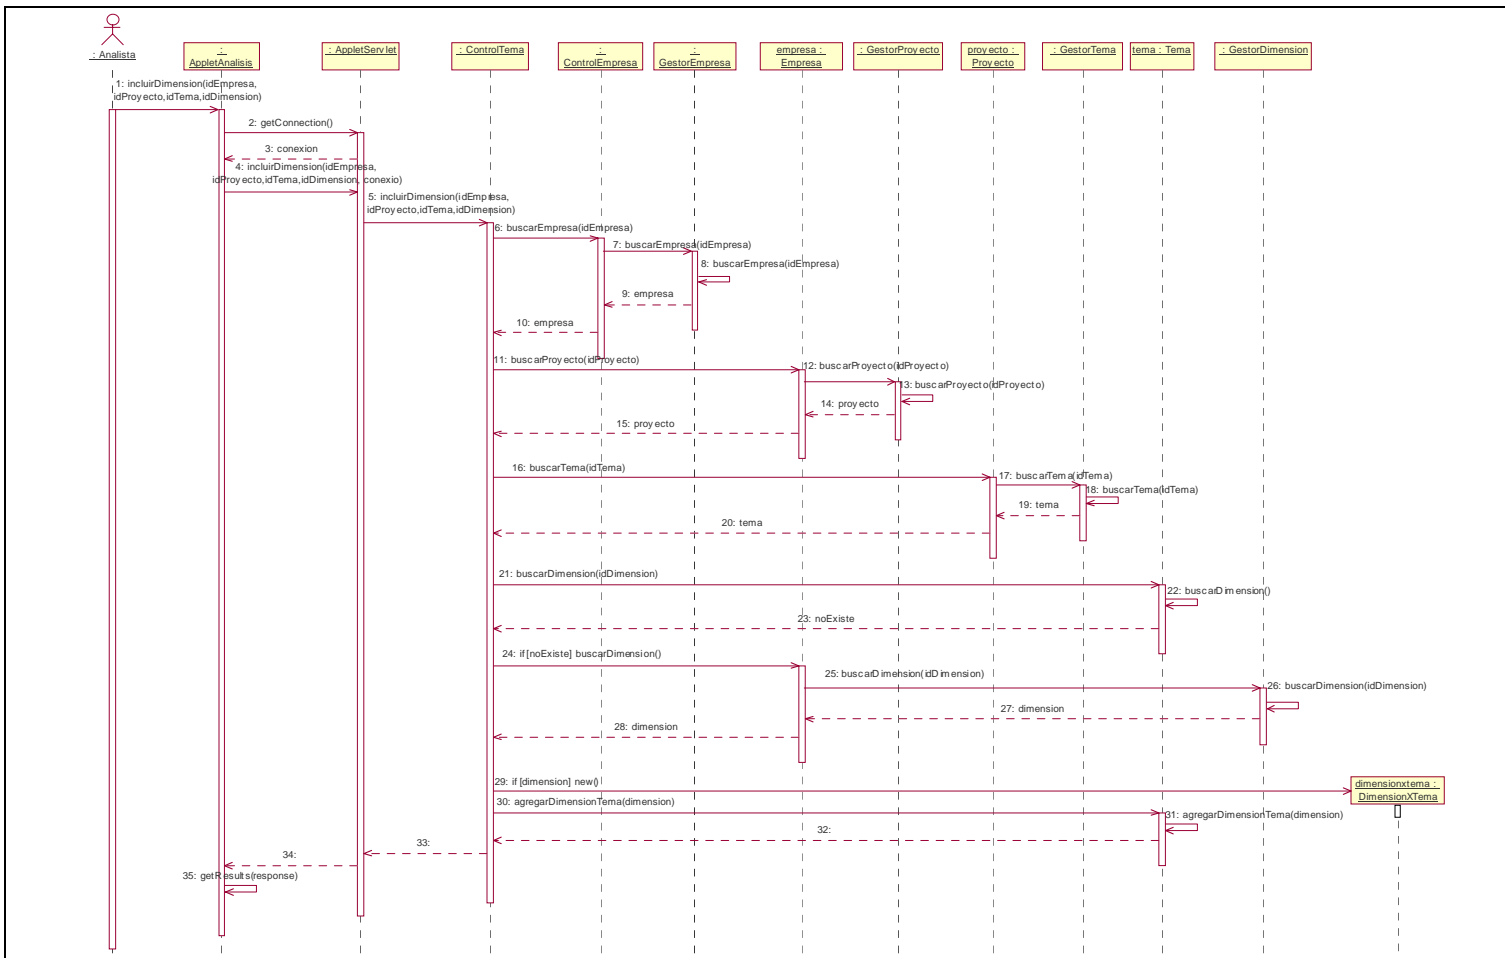 : Analista
:
AppletAnalisis
: AppletServlet
: ControlTema
:
ControlEmpresa
:
GestorEmpresa
empresa :
Empresa
: GestorProyecto
proyecto :
Proyecto
: GestorTema
tema : Tema
: GestorDimension
1: incluirDimension(idEmpresa,
idProyecto,idTema,idDimension)
2: getConnection()
3: conexion
4: incluirDimension(idEmpresa,
idProyecto,idTema,idDimension, conexio)
5: incluirDimension(idEmpresa,
idProyecto,idTema,idDimension)
6: buscarEmpresa(idEmpresa)
7: buscarEmpresa(idEmpresa)
8: buscarEmpresa(idEmpresa)
9: empresa
10: empresa
11: buscarProyecto(idProyecto)
12: buscarProyecto(idProyecto)
13: buscarProyecto(idProyecto)
14: proyecto
15: proyecto
16: buscarTema(idTema)
17: buscarTema(idTema)
18: buscarTema(idTema)
19: tema
20: tema
21: buscarDimension(idDimension)
22: buscarDimension()
23: noExiste
24: if [noExiste] buscarDimension()
25: buscarDimension(idDimension)
26: buscarDimension(idDimension)
27: dimension
28: dimension
29: if [dimension] new()
dimensionxtema :
DimensionXTema
30: agregarDimensionTema(dimension)
31: agregarDimensionTema(dimension)
32:
33:
34:
35: getResults(response)